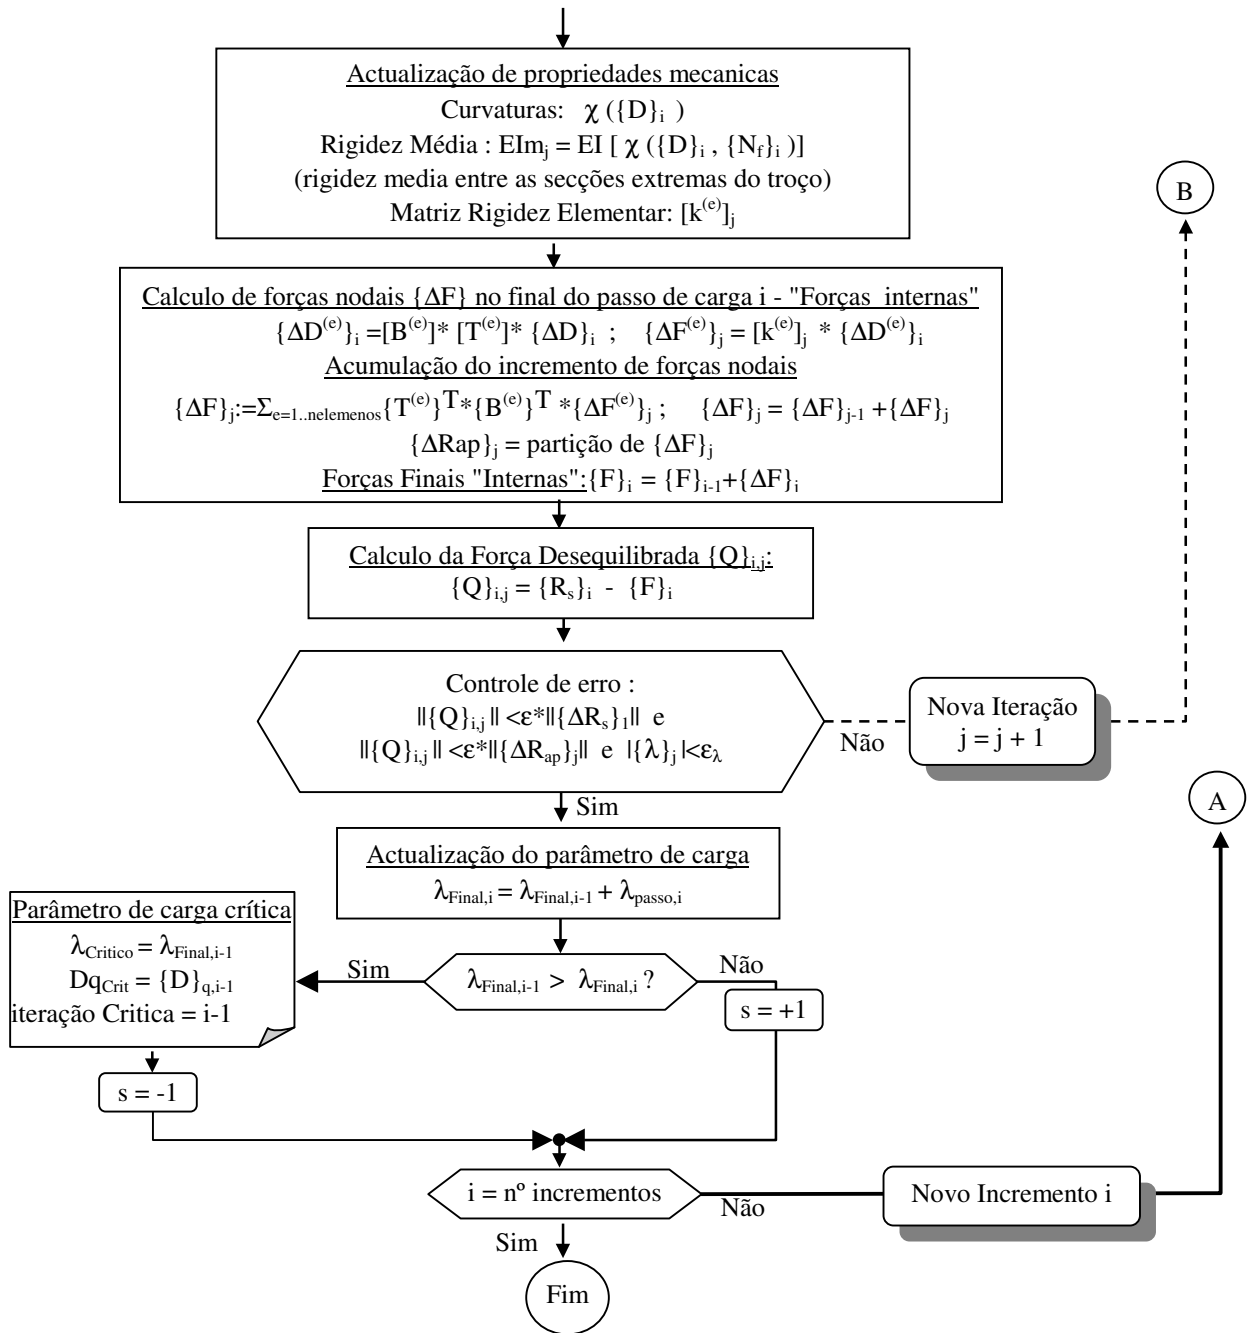 Actualização de propriedades mecanicas
Curvaturas: χ ({D}i )
Rigidez Média : EImj = EI [ χ ({D}i , {Nf}i )]
(rigidez media entre as secções extremas do troço)
Matriz Rigidez Elementar: [k(e)]j
B
Calculo de forças nodais {ΔF} no final do passo de carga i - "Forças internas"
{ΔD(e)}i =[B(e)]* [T(e)]* {ΔD}i ; {ΔF(e)}j = [k(e)]j * {ΔD(e)}i
Acumulação do incremento de forças nodais
{ΔF}j:=Σe=1..nelemenos{T(e)}T*{B(e)}T *{ΔF(e)}j ; {ΔF}j = {ΔF}j-1 +{ΔF}j
{ΔRap}j = partição de {ΔF}j
Forças Finais "Internas":{F}i = {F}i-1+{ΔF}i
Calculo da Força Desequilibrada {Q}i,j:
{Q}i,j = {Rs}i - {F}i
Controle de erro :
||{Q}i,j || <ε*||{ΔRs}1|| e
||{Q}i,j || <ε*||{ΔRap}j|| e |{λ}j |<ελ
Não
Nova Iteração
j = j + 1
A
Sim
Actualização do parâmetro de carga
λFinal,i = λFinal,i-1 + λpasso,i
Parâmetro de carga crítica
λCritico = λFinal,i-1
DqCrit = {D}q,i-1
iteração Critica = i-1
Sim
λFinal,i-1 > λFinal,i ?
Não
s = +1
s = -1
i = nº incrementos
Não
Novo Incremento i
Sim
Fim